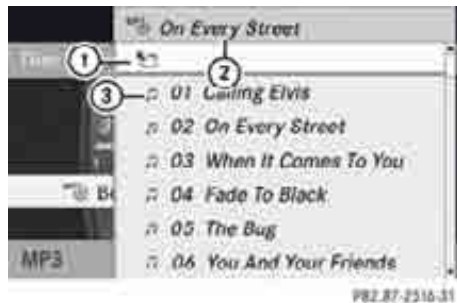 On Every Street
1
2
3
01 Calling Elvis
02 On Every Street
03 When It Comes To You
04 Fade To Black
05 The Bug
MP3
06 You And Your Friends
P82.87-2516-31